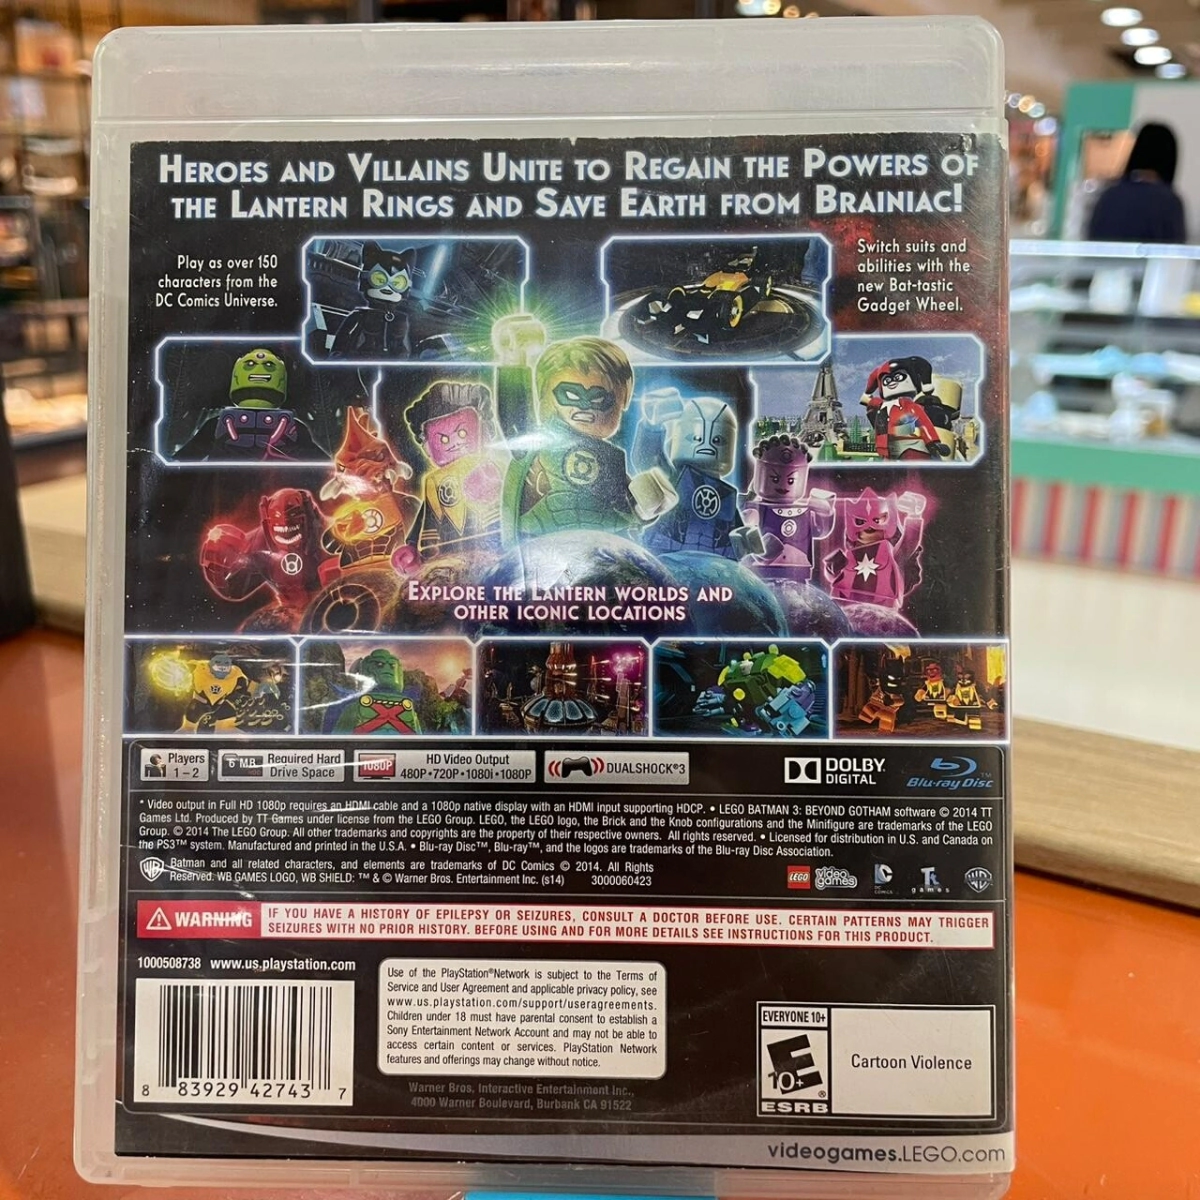 HEROES AND VILLAINS UNITE TO REGAIN THE POWERS OF
THE LANTERN RINGS AND SAVE EARTH FROM BRAINIAC!
Play as over 150
characters from the
DC Comics Universe.
Switch suits and
abilities with the
new Bat-tastic
Gadget Wheel.
EXPLORE THE LANTERN WORLDS AND
OTHER ICONIC LOCATIONS
Players
1-2
6 MB
Required Hard
Drive Space
1080P
HD Video Output
480P•720P•1080i•1080P
DUALSHOCK®3
DOLBY
DIGITAL
Blu-ray Disc™
* Video output in Full HD 1080p requires an HDMI cable and a 1080p native display with an HDMI input supporting HDCP. • LEGO BATMAN 3: BEYOND GOTHAM software © 2014 TT
Games Ltd. Produced by TT Games under license from the LEGO Group. LEGO, the LEGO logo, the Brick and the Knob configurations and the Minifigure are trademarks of the LEGO
Group. © 2014 The LEGO Group. All other trademarks and copyrights are the property of their respective owners. All rights reserved. • Licensed for distribution in U.S. and Canada on
the PS3™ system. Manufactured and printed in the U.S.A. • Blu-ray Disc™, Blu-ray™, and the logos are trademarks of the Blu-ray Disc Association.
WB
Batman and all related characters, and elements are trademarks of DC Comics © 2014. All Rights
Reserved. WB GAMES LOGO, WB SHIELD: ™ & © Warner Bros. Entertainment Inc. (s14) 3000060423
LEGO
video
games
DC
COMICS
Tt
games
WB
WARNING
IF YOU HAVE A HISTORY OF EPILEPSY OR SEIZURES, CONSULT A DOCTOR BEFORE USE. CERTAIN PATTERNS MAY TRIGGER
SEIZURES WITH NO PRIOR HISTORY. BEFORE USING AND FOR MORE DETAILS SEE INSTRUCTIONS FOR THIS PRODUCT.
1000508738 www.us.playstation.com
8 83929 42743 7
Use of the PlayStation®Network is subject to the Terms of
Service and User Agreement and applicable privacy policy, see
www.us.playstation.com/support/useragreements.
Children under 18 must have parental consent to establish a
Sony Entertainment Network Account and may not be able to
access certain content or services. PlayStation Network
features and offerings may change without notice.
Warner Bros. Interactive Entertainment Inc.,
4000 Warner Boulevard, Burbank CA 91522
EVERYONE 10+
E
10+
®
ESRB
Cartoon Violence
videogames.LEGO.com